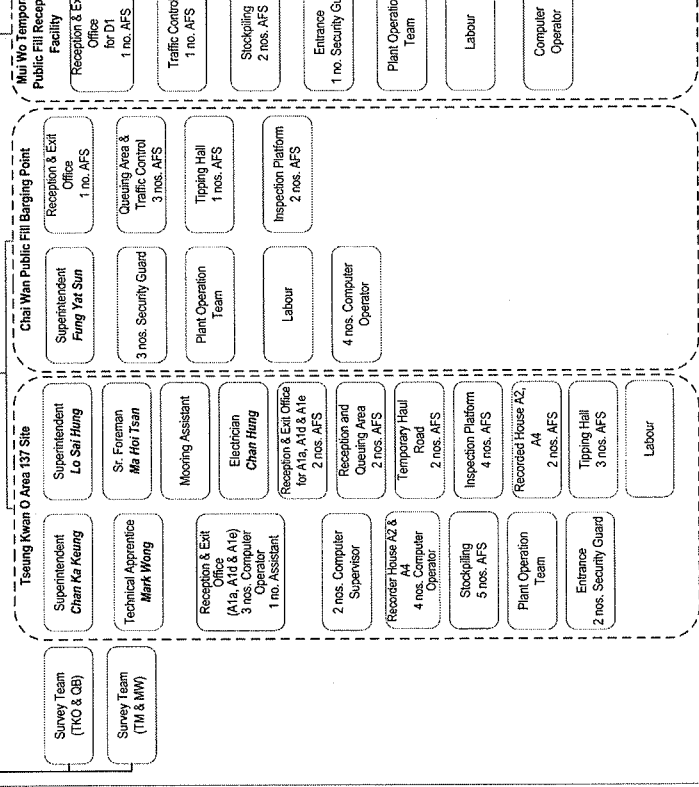 Survey Team
(TKO & QB)
Survey Team
(TM & MW)
Tseung Kwan O Area 137 Site
Superintendent
Chan Ka Keung
Technical Apprentice
Mark Wong
Reception & Exit
Office
(A1a, A1d & A1e)
3 nos. Computer
Operator
1 no. Assistant
2 nos. Computer
Supervisor
Recorder House A2 &
A4
4 nos. Computer
Operator
Stockpiling
5 nos. AFS
Plant Operation
Team
Entrance
2 nos. Security Guard
Superintendent
Lo Sai Hung
Sr. Foreman
Ma Hoi Tsan
Mooring Assistant
Electrician
Chan Hung
Reception & Exit Office
for A1a, A1d & A1e
2 nos. AFS
Reception and
Queuing Area
2 nos. AFS
Temporary Haul
Road
2 nos. AFS
Inspection Platform
4 nos. AFS
Recorded House A2,
A4
2 nos. AFS
Tipping Hall
3 nos. AFS
Labour
Chai Wan Public Fill Barging Point
Superintendent
Fung Yat Sun
3 nos. Security Guard
Plant Operation
Team
Labour
4 nos. Computer
Operator
Reception & Exit
Office
1 no. AFS
Queuing Area &
Traffic Control
3 nos. AFS
Tipping Hall
1 nos. AFS
Inspection Platform
2 nos. AFS
Mui Wo Tempor
Public Fill Recep
Facility
Reception & Ex
Office
for D1
1 no. AFS
Traffic Control
1 no. AFS
Stockpiling
2 nos. AFS
Entrance
1 no. Security Gu
Plant Operatio
Team
Labour
Computer
Operator